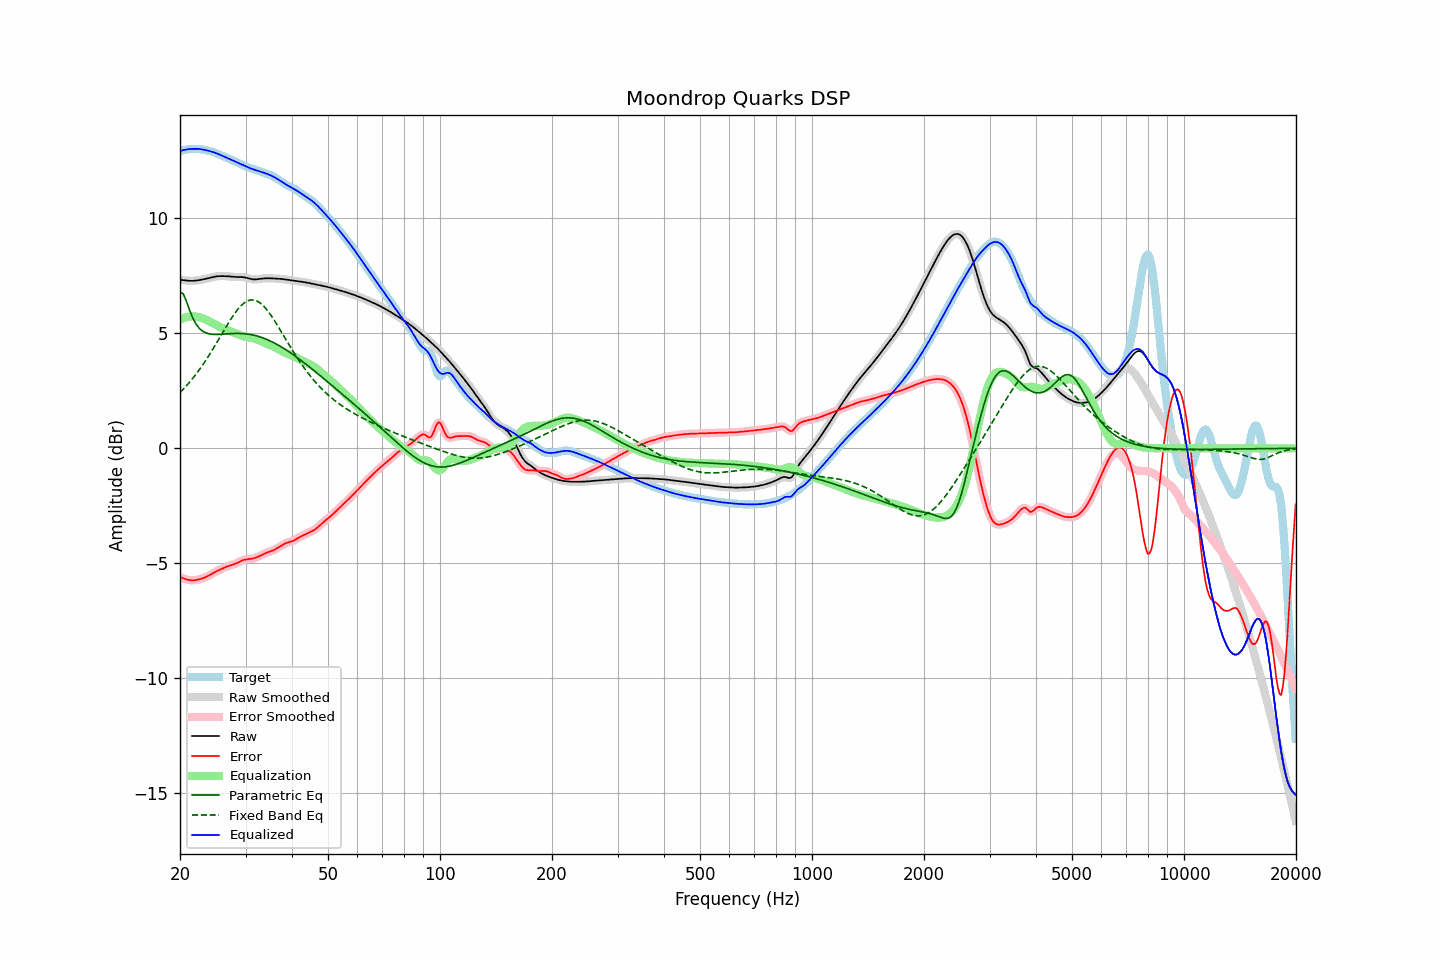 Moondrop Quarks DSP
Amplitude (dBr)
10
5
0
−5
−10
−15
Target
Raw Smoothed
Error Smoothed
Raw
Error
Equalization
Parametric Eq
Fixed Band Eq
Equalized
20 50 100 200 500 1000 2000 5000 10000 20000
Frequency (Hz)